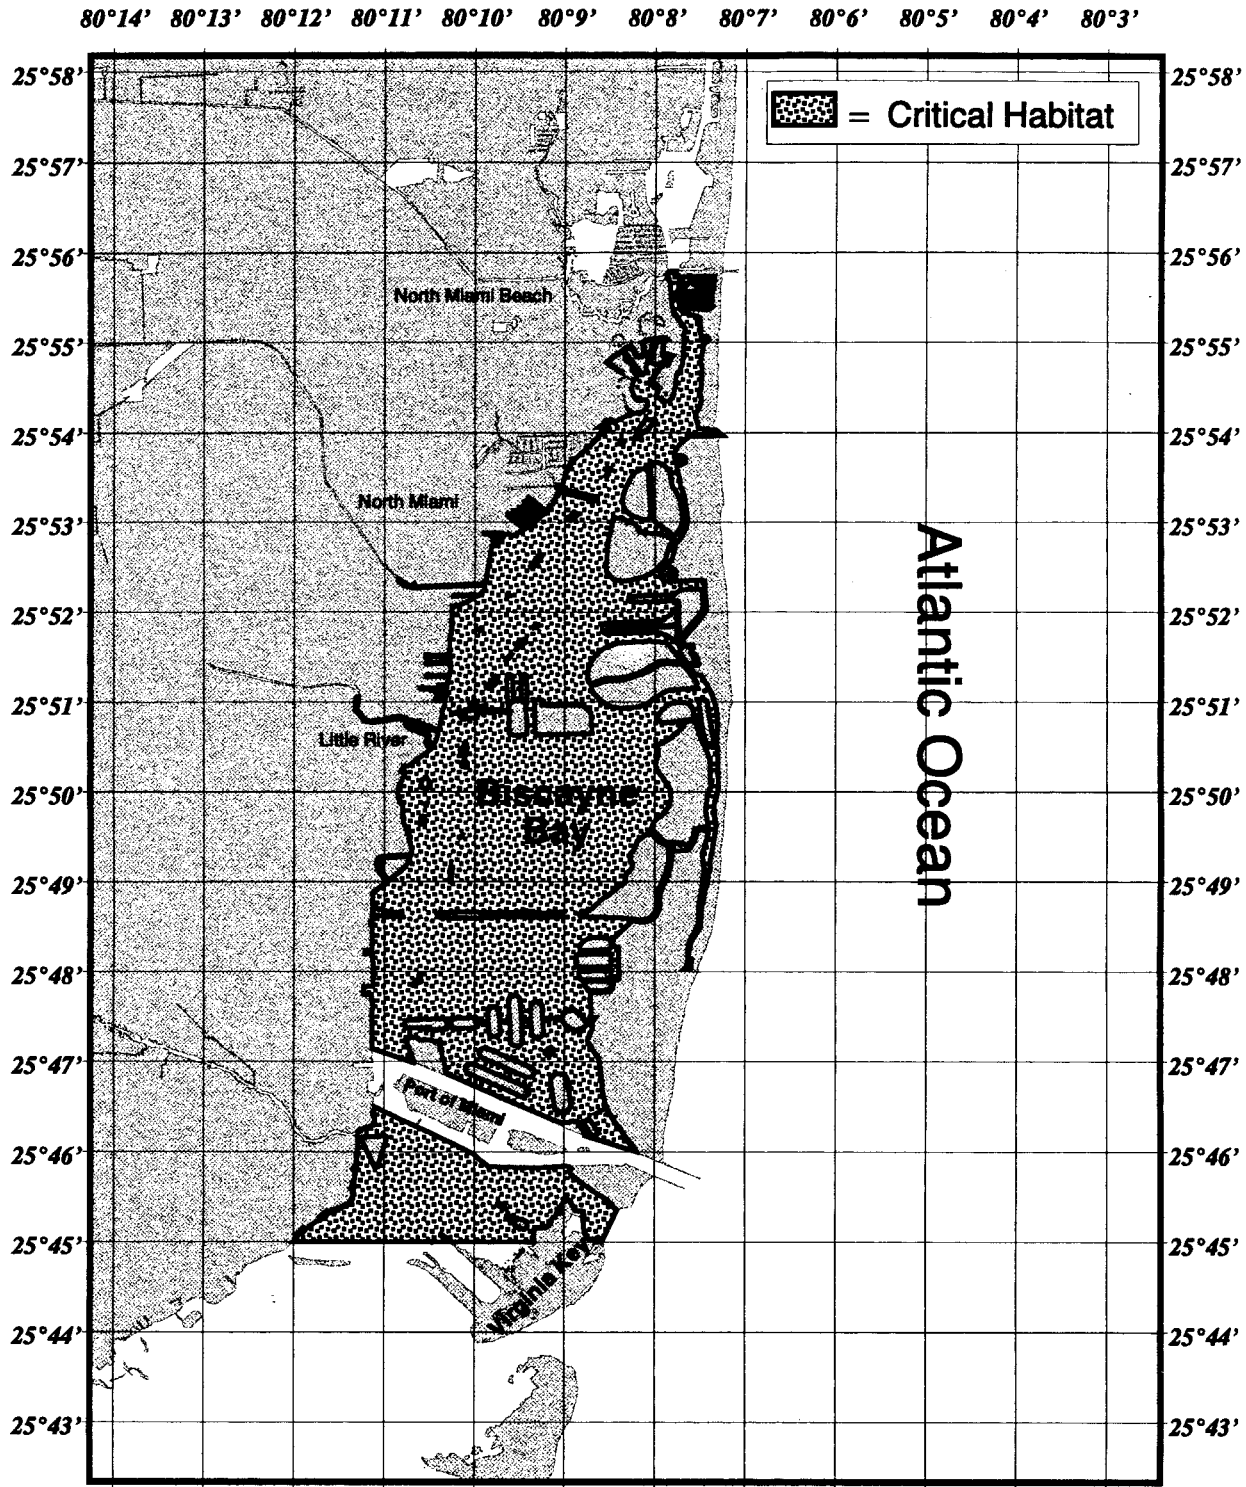 80°14' 80°13' 80°12' 80°11' 80°10' 80°9' 80°8' 80°7' 80°6' 80°5' 80°4' 80°3'
25°58' 25°58'
= Critical Habitat
25°57' 25°57'
25°56' 25°56'
North Miami Beach
25°55' 25°55'
25°54' 25°54'
North Miami
25°53' 25°53'
Atlantic Ocean
25°52' 25°52'
25°51' 25°51'
Little River
25°50' 25°50'
Biscayne
Bay
25°49' 25°49'
25°48' 25°48'
25°47' 25°47'
Port of Miami
25°46' 25°46'
25°45' 25°45'
Virginia Key
25°44' 25°44'
25°43' 25°43'